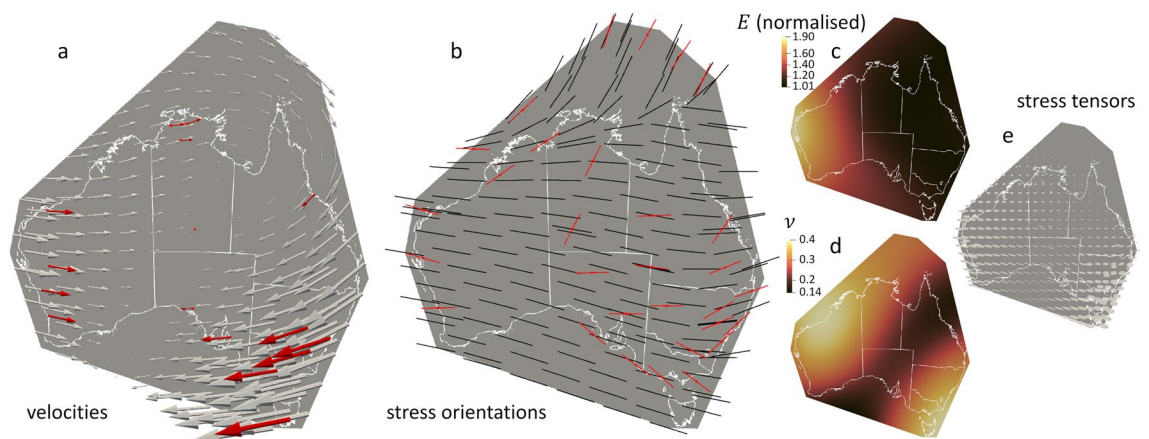 a
velocities
b
stress orientations
E (normalised)
1.90
1.60
1.40
1.20
1.01
c
ν
0.4
0.3
0.2
0.14
d
stress tensors
e